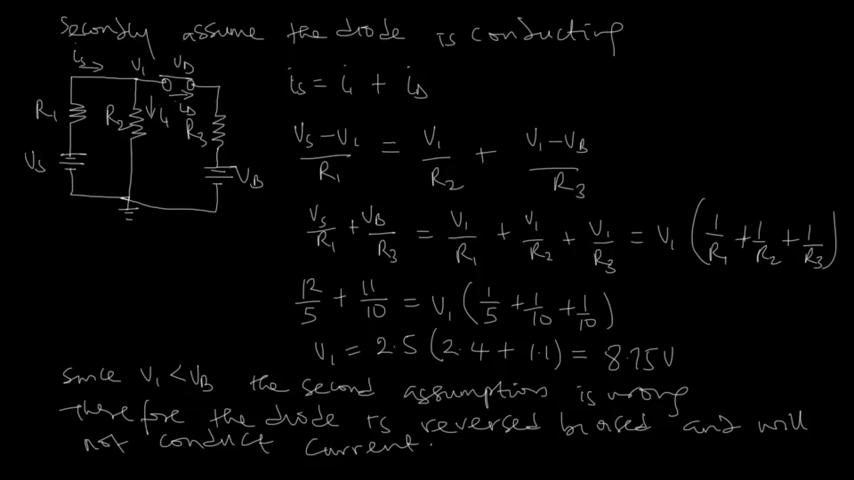 Secondly assume the diode is conducting
is V1 VD
is = i1 + iD
R1 R2 i1 iD R3
(Vs - V1)/R1 = V1/R2 + (V1 - VB)/R3
Vs VB
Vs/R1 + VB/R3 = V1/R1 + V1/R2 + V1/R3 = V1 (1/R1 + 1/R2 + 1/R3)
12/5 + 11/10 = V1 (1/5 + 1/10 + 1/10)
V1 = 2.5 (2.4 + 1.1) = 8.75V
since V1 < VB the second assumption is wrong
Therefore the diode is reversed biased and will
not conduct current.